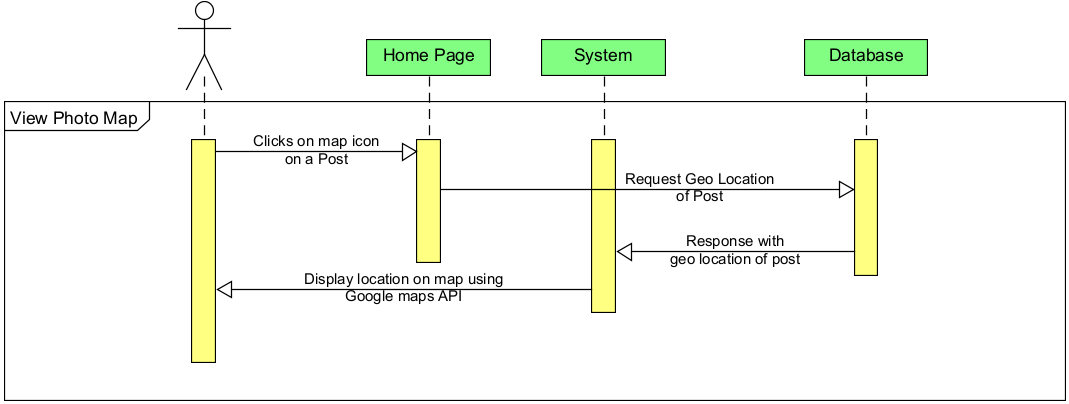 Home Page
System
Database
View Photo Map
Clicks on map icon
on a Post
Request Geo Location
of Post
Response with
geo location of post
Display location on map using
Google maps API